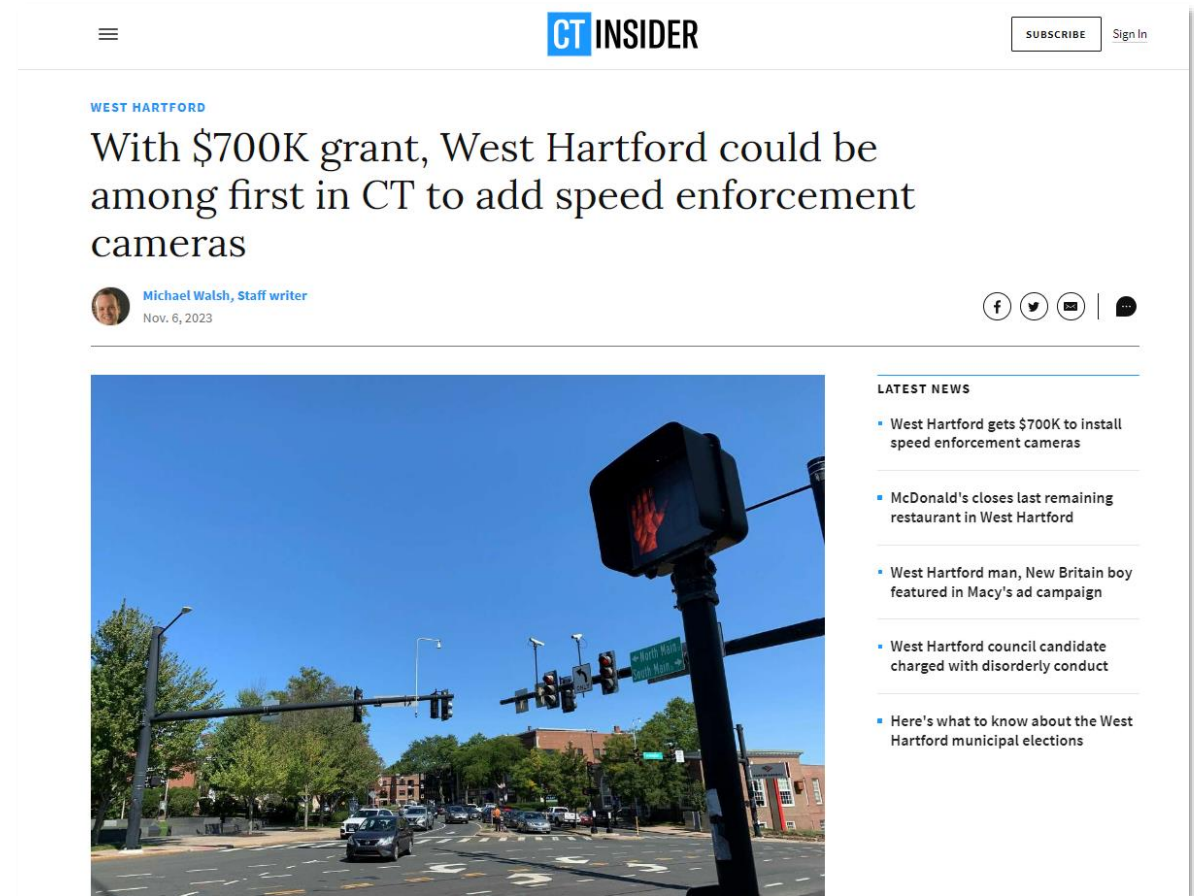 CT INSIDER
SUBSCRIBE
Sign In
WEST HARTFORD
With $700K grant, West Hartford could be
among first in CT to add speed enforcement
cameras
Michael Walsh, Staff writer
Nov. 6, 2023
LATEST NEWS
West Hartford gets $700K to install
speed enforcement cameras
McDonald's closes last remaining
restaurant in West Hartford
West Hartford man, New Britain boy
featured in Macy's ad campaign
West Hartford council candidate
charged with disorderly conduct
Here's what to know about the West
Hartford municipal elections
North Main
South Main
ONLY